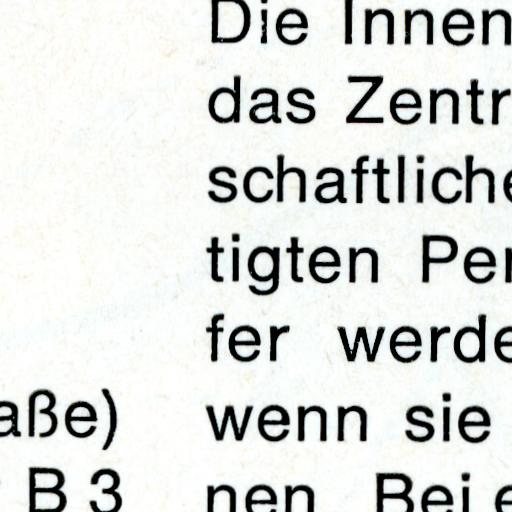 aße)
B 3
Die Innen
das Zentr
schaftliche
tigten Per
fer werde
wenn sie
nen. Bei e